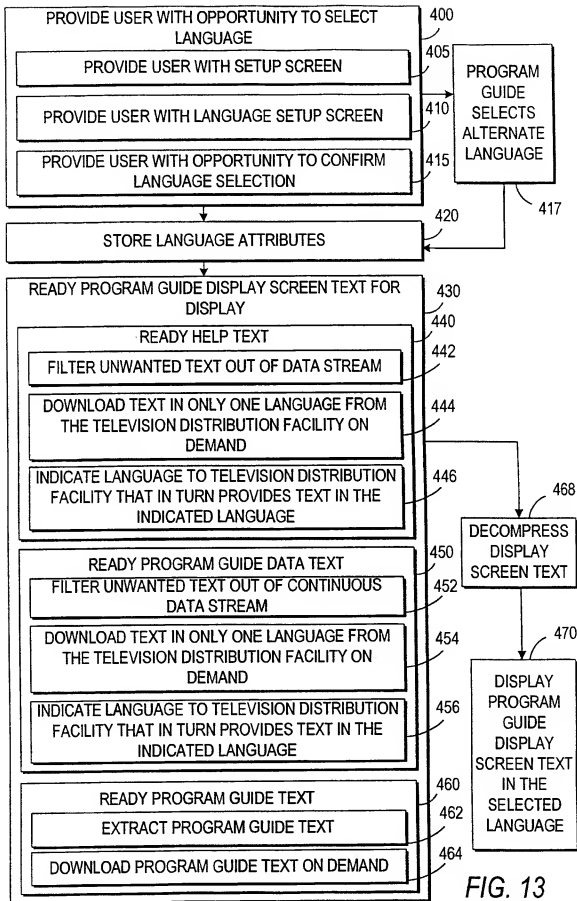 PROVIDE USER WITH OPPORTUNITY TO SELECT
LANGUAGE
400
PROVIDE USER WITH SETUP SCREEN
405
PROVIDE USER WITH LANGUAGE SETUP SCREEN
410
PROVIDE USER WITH OPPORTUNITY TO CONFIRM
LANGUAGE SELECTION
415
PROGRAM
GUIDE
SELECTS
ALTERNATE
LANGUAGE
417
STORE LANGUAGE ATTRIBUTES
420
READY PROGRAM GUIDE DISPLAY SCREEN TEXT FOR
DISPLAY
430
READY HELP TEXT
440
FILTER UNWANTED TEXT OUT OF DATA STREAM
442
DOWNLOAD TEXT IN ONLY ONE LANGUAGE FROM
THE TELEVISION DISTRIBUTION FACILITY ON
DEMAND
444
INDICATE LANGUAGE TO TELEVISION DISTRIBUTION
FACILITY THAT IN TURN PROVIDES TEXT IN THE
INDICATED LANGUAGE
446
READY PROGRAM GUIDE DATA TEXT
450
FILTER UNWANTED TEXT OUT OF CONTINUOUS
DATA STREAM
452
DOWNLOAD TEXT IN ONLY ONE LANGUAGE FROM
THE TELEVISION DISTRIBUTION FACILITY ON
DEMAND
454
INDICATE LANGUAGE TO TELEVISION DISTRIBUTION
FACILITY THAT IN TURN PROVIDES TEXT IN THE
INDICATED LANGUAGE
456
READY PROGRAM GUIDE TEXT
460
EXTRACT PROGRAM GUIDE TEXT
462
DOWNLOAD PROGRAM GUIDE TEXT ON DEMAND
464
468
DECOMPRESS
DISPLAY
SCREEN TEXT
470
DISPLAY
PROGRAM
GUIDE
DISPLAY
SCREEN TEXT
IN THE
SELECTED
LANGUAGE
FIG. 13